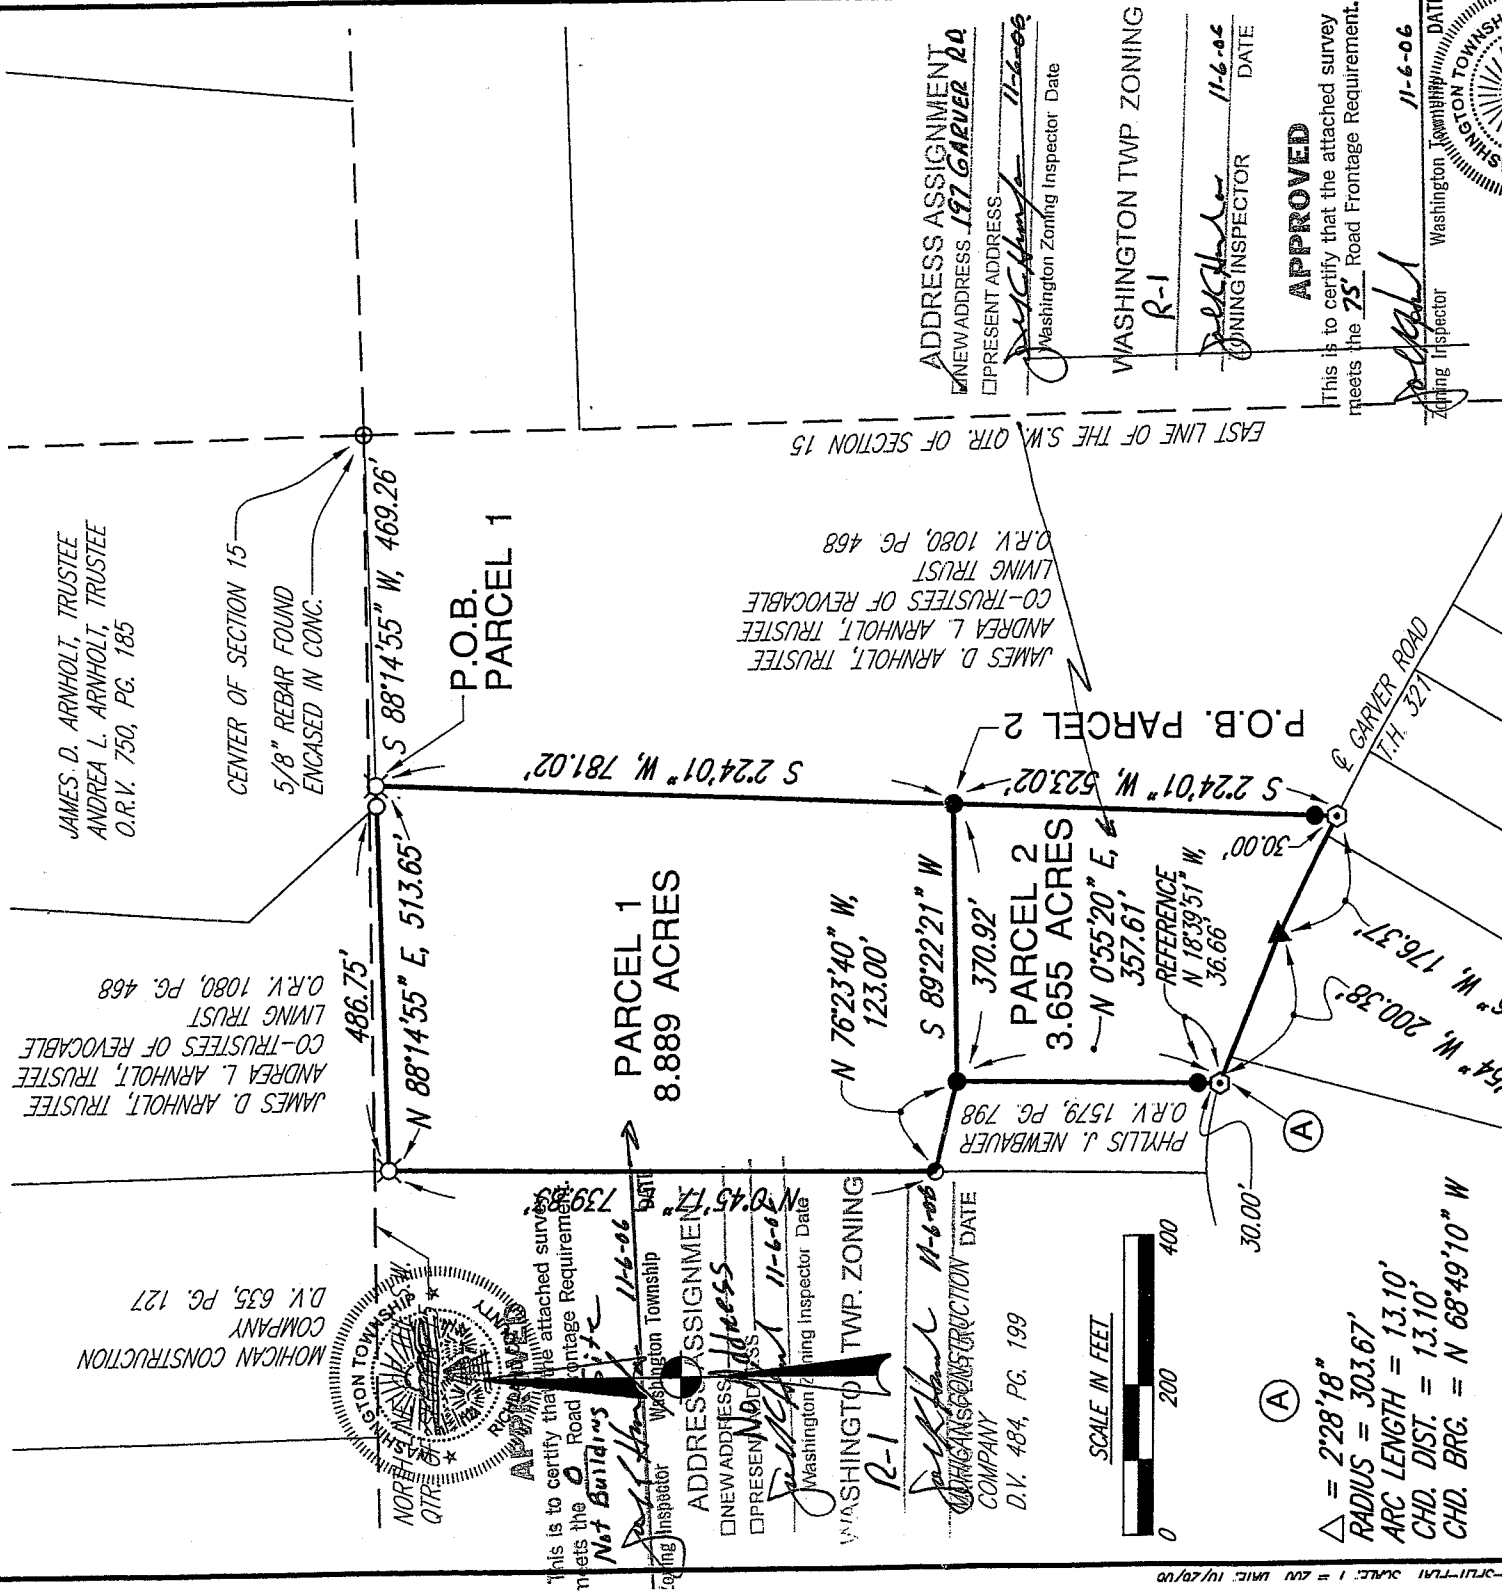 JAMES D. ARNHOLT, TRUSTEE
ANDREA L. ARNHOLT, TRUSTEE
O.R.V. 750, PG. 185
CENTER OF SECTION 15
5/8" REBAR FOUND
ENCASED IN CONC.
S 88°14'55" W, 469.26'
P.O.B.
PARCEL 1
ADDRESS ASSIGNMENT
NEW ADDRESS 197 GARVER RD
PRESENT ADDRESS
11-6-06
Washington Zoning Inspector Date
WASHINGTON TWP. ZONING
R-1
11-6-06
ZONING INSPECTOR DATE
APPROVED
This is to certify that the attached survey
meets the 75' Road Frontage Requirement.
11-6-06
Zoning Inspector Washington Township DATE
WASHINGTON TOWNSHIP
EAST LINE OF THE S.W. QTR. OF SECTION 15
JAMES D. ARNHOLT, TRUSTEE
ANDREA L. ARNHOLT, TRUSTEE
CO-TRUSTEES OF REVOCABLE
LIVING TRUST
O.R.V. 1080, PG. 468
S 2°24'01" W, 781.02'
P.O.B. PARCEL 2
S 2°24'01" W, 523.02'
30.00'
℄ GARVER ROAD
T.H. 321
JAMES D. ARNHOLT, TRUSTEE
ANDREA L. ARNHOLT, TRUSTEE
CO-TRUSTEES OF REVOCABLE
LIVING TRUST
O.R.V. 1080, PG. 468
486.75'
N 88°14'55" E, 513.65'
PARCEL 1
8.889 ACRES
N 76°23'40" W,
123.00'
S 89°22'21" W
370.92'
PARCEL 2
3.655 ACRES
N 0°55'20" E,
357.61'
REFERENCE
N 18°39'51" W,
36.66'
" W, 176.37'
'54" W, 200.38'
PHYLLIS J. NEWBAUER
O.R.V. 1579, PG. 798
A
30.00'
N 0°45'17"
739.83'
MOHICAN CONSTRUCTION
COMPANY
D.V. 635, PG. 127
WASHINGTON TOWNSHIP
RICHLAND COUNTY
APPROVED
This is to certify that the attached survey
meets the 0 Road Frontage Requirement.
Not Building Site
11-6-06
Zoning Inspector Washington Township DATE
ADDRESS ASSIGNMENT
NEW ADDRESS
PRESENT ADDRESS
No Address
11-6-06
Washington Zoning Inspector Date
WASHINGTON TWP. ZONING
R-1
11-6-06
DATE
MOHICAN CONSTRUCTION
COMPANY
D.V. 484, PG. 199
SCALE IN FEET
0 200 400
A
△ = 2°28'18"
RADIUS = 303.67'
ARC LENGTH = 13.10'
CHD. DIST. = 13.10'
CHD. BRG. = N 68°49'10" W